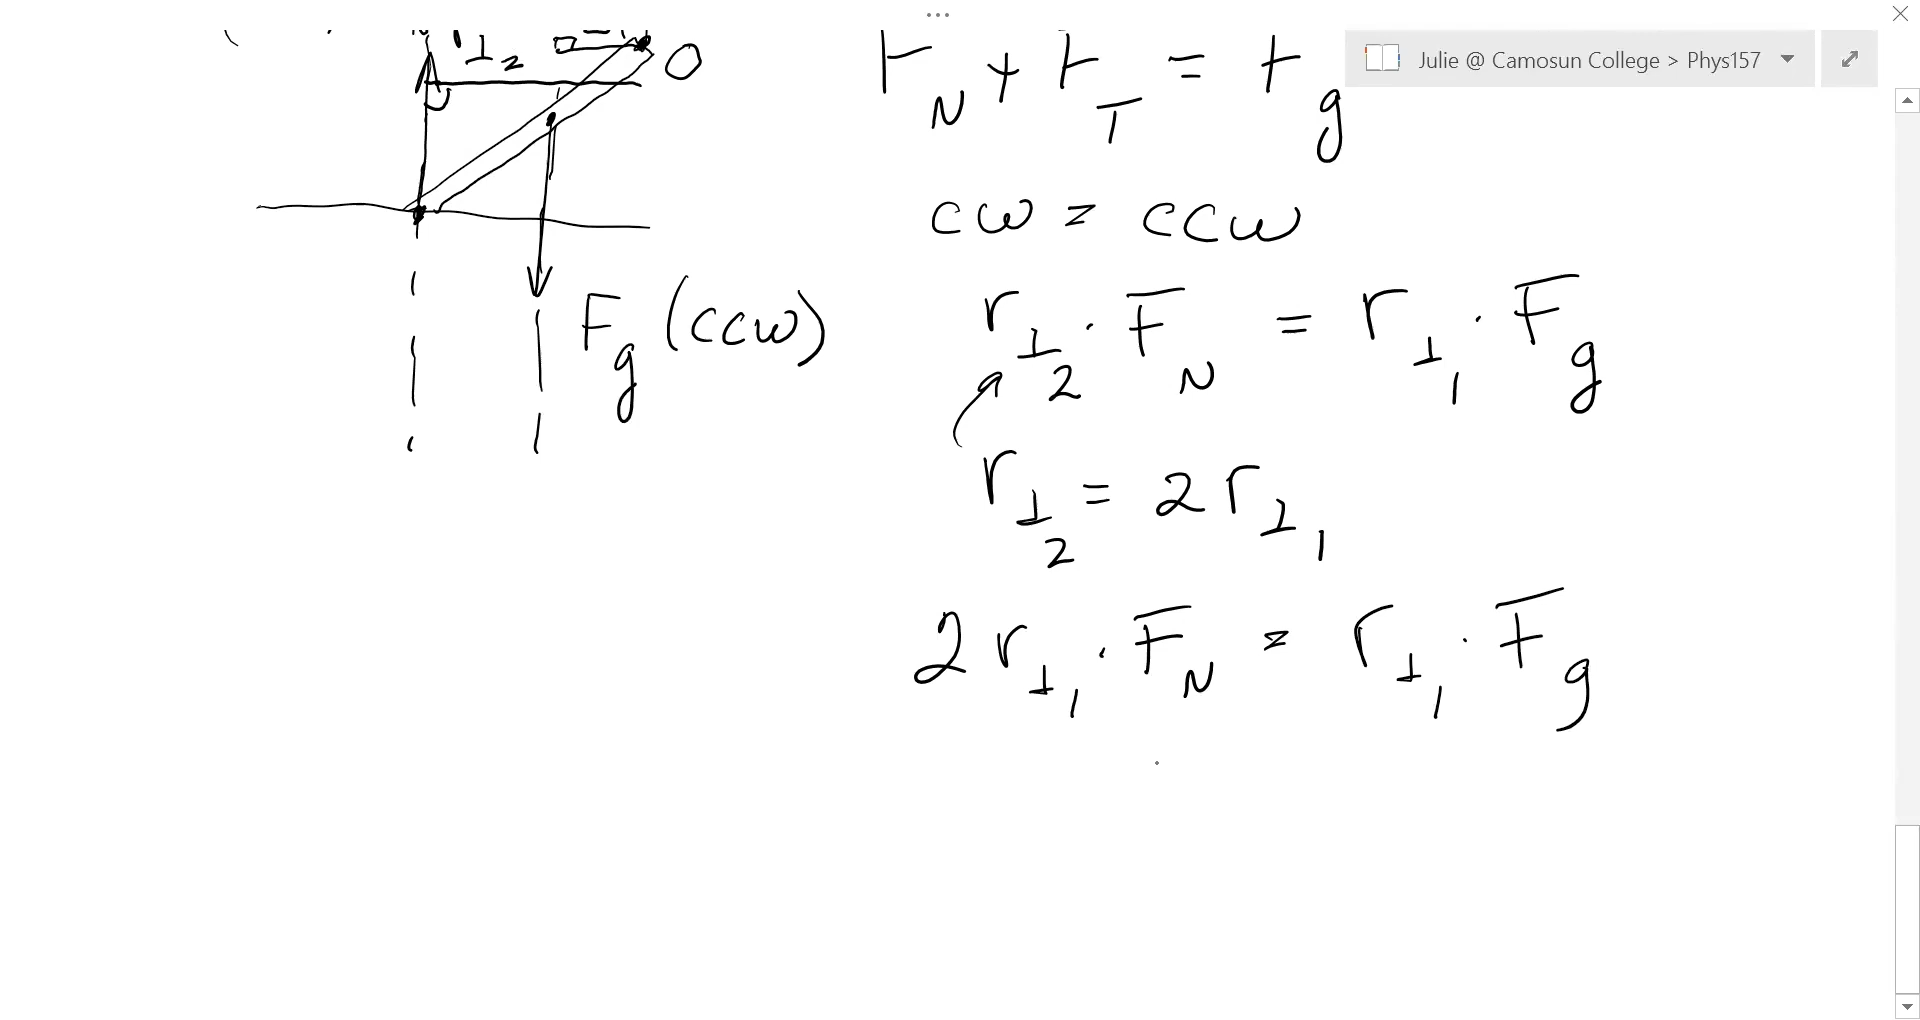 r⊥₂ O
F_N + F_T = F_g
Julie @ Camosun College > Phys157
cw = ccw
F_g (ccw)
r⊥₂ · F_N = r⊥₁ · F_g
r⊥₂ = 2r⊥₁
2r⊥₁ · F_N = r⊥₁ · F_g